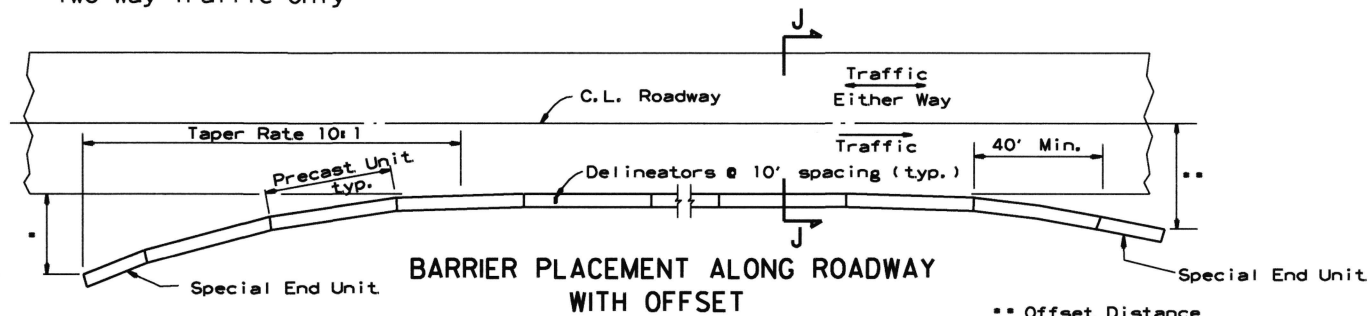 Two Way Traffic Only
J
Traffic
Either Way
C.L. Roadway
Taper Rate 10:1
Traffic
40' Min.
Precast Unit
typ.
Delineators @ 10' spacing (typ.)
**
*
J
Special End Unit
BARRIER PLACEMENT ALONG ROADWAY
WITH OFFSET
Special End Unit
** Offset Distance